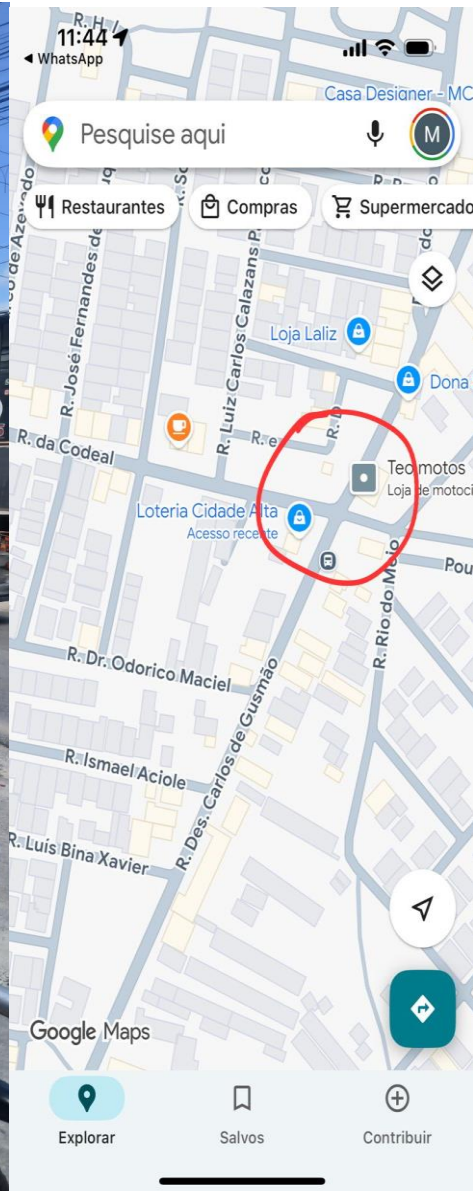 11:44
◀ WhatsApp
R. H
Casa Designer - MC
Pesquise aqui
M
Restaurantes
Compras
Supermercado
R. José Fernandes de
R. Luiz Carlos Calazans P.
Loja Laliz
Dona
R. da Codeal
R. e
R. D
Teo motos
Loja de motoci
Loteria Cidade Alta
Acesso recente
Pou
R. Rio do Meio
R. Dr. Odorico Maciel
R. Des. Carlos de Gusmão
R. Ismael Aciole
R. Luís Bina Xavier
Google Maps
Explorar
Salvos
Contribuir